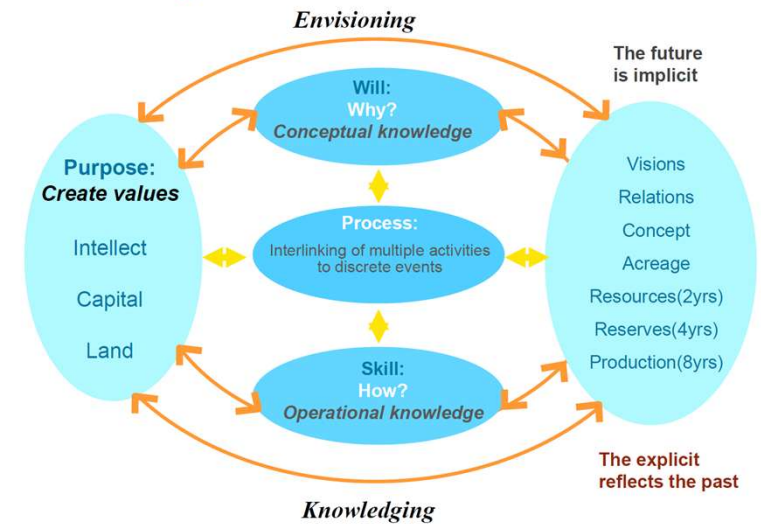 Envisioning
The future
is implicit
Will:
Why?
Conceptual knowledge
Purpose:
Create values
Intellect
Capital
Land
Process:
Interlinking of multiple activities
to discrete events
Skill:
How?
Operational knowledge
Visions
Relations
Concept
Acreage
Resources(2yrs)
Reserves(4yrs)
Production(8yrs)
The explicit
reflects the past
Knowledging